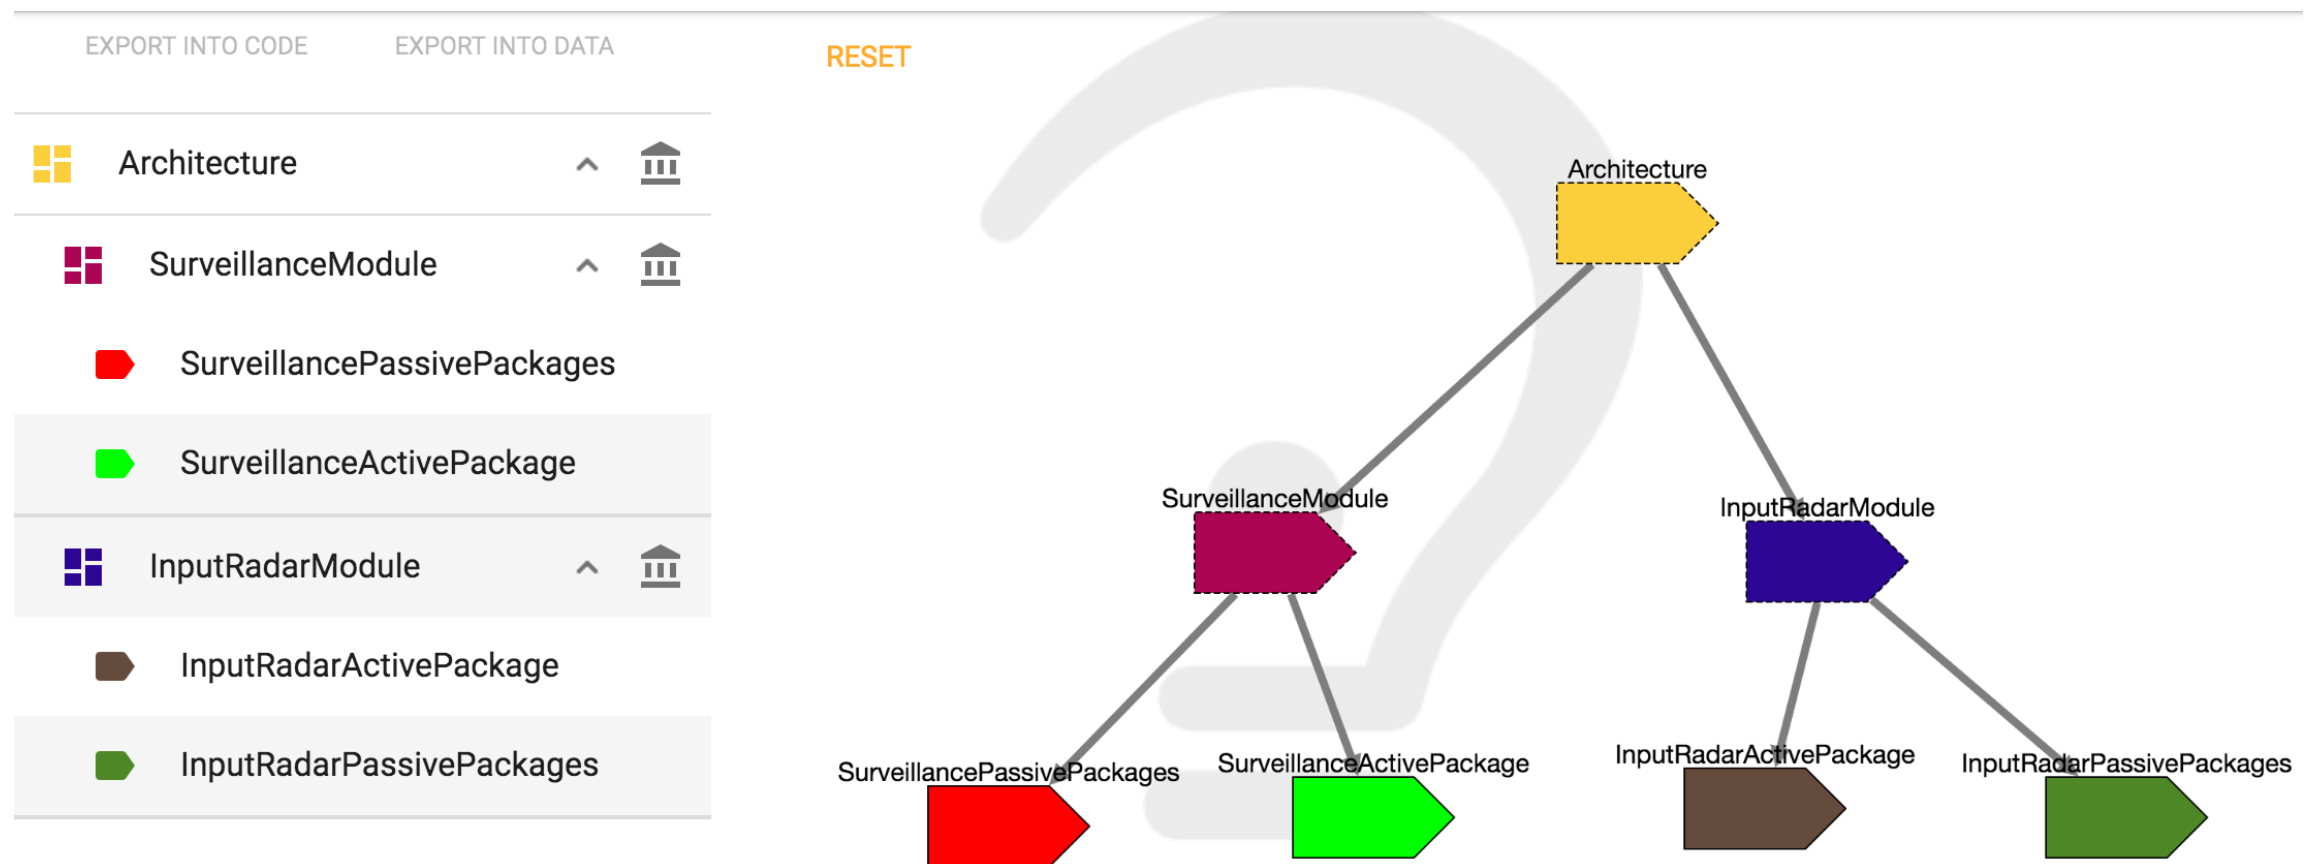 EXPORT INTO CODE
EXPORT INTO DATA
Architecture
SurveillanceModule
SurveillancePassivePackages
SurveillanceActivePackage
InputRadarModule
InputRadarActivePackage
InputRadarPassivePackages
RESET
Architecture
SurveillanceModule
InputRadarModule
SurveillancePassivePackages
SurveillanceActivePackage
InputRadarActivePackage
InputRadarPassivePackages